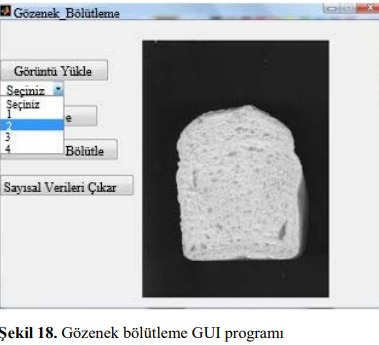 Gözenek_Bölütleme
Görüntü Yükle
Seçiniz
Seçiniz
1
2
3
4
e
Bölütle
Sayısal Verileri Çıkar
Şekil 18. Gözenek bölütleme GUI programı